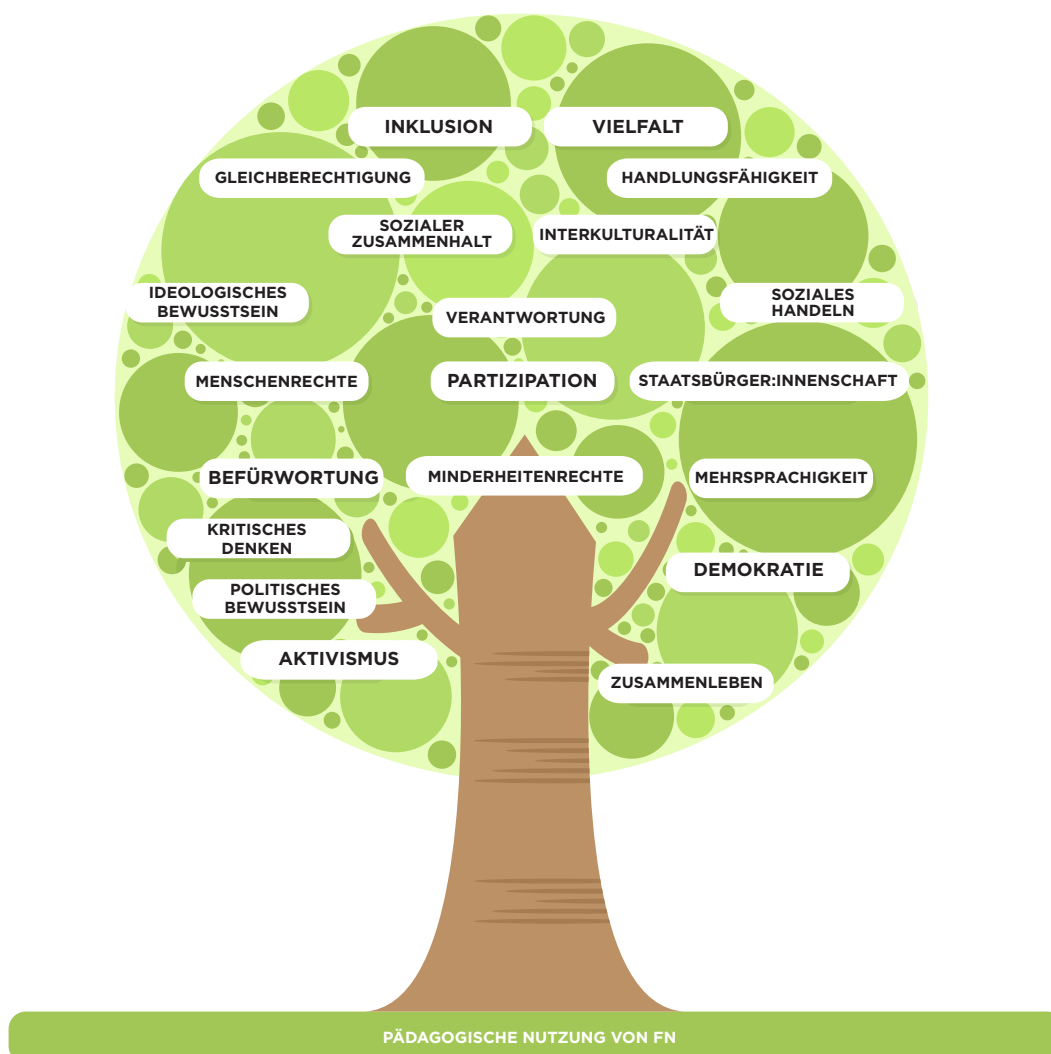 INKLUSION
VIELFALT
GLEICHBERECHTIGUNG
HANDLUNGSFÄHIGKEIT
SOZIALER
ZUSAMMENHALT
INTERKULTURALITÄT
IDEOLOGISCHES
BEWUSSTSEIN
SOZIALES
HANDELN
VERANTWORTUNG
MENSCHENRECHTE
PARTIZIPATION
STAATSBÜRGER:INNENSCHAFT
BEFÜRWORTUNG
MINDERHEITENRECHTE
MEHRSPRACHIGKEIT
KRITISCHES
DENKEN
DEMOKRATIE
POLITISCHES
BEWUSSTSEIN
AKTIVISMUS
ZUSAMMENLEBEN
PÄDAGOGISCHE NUTZUNG VON FN